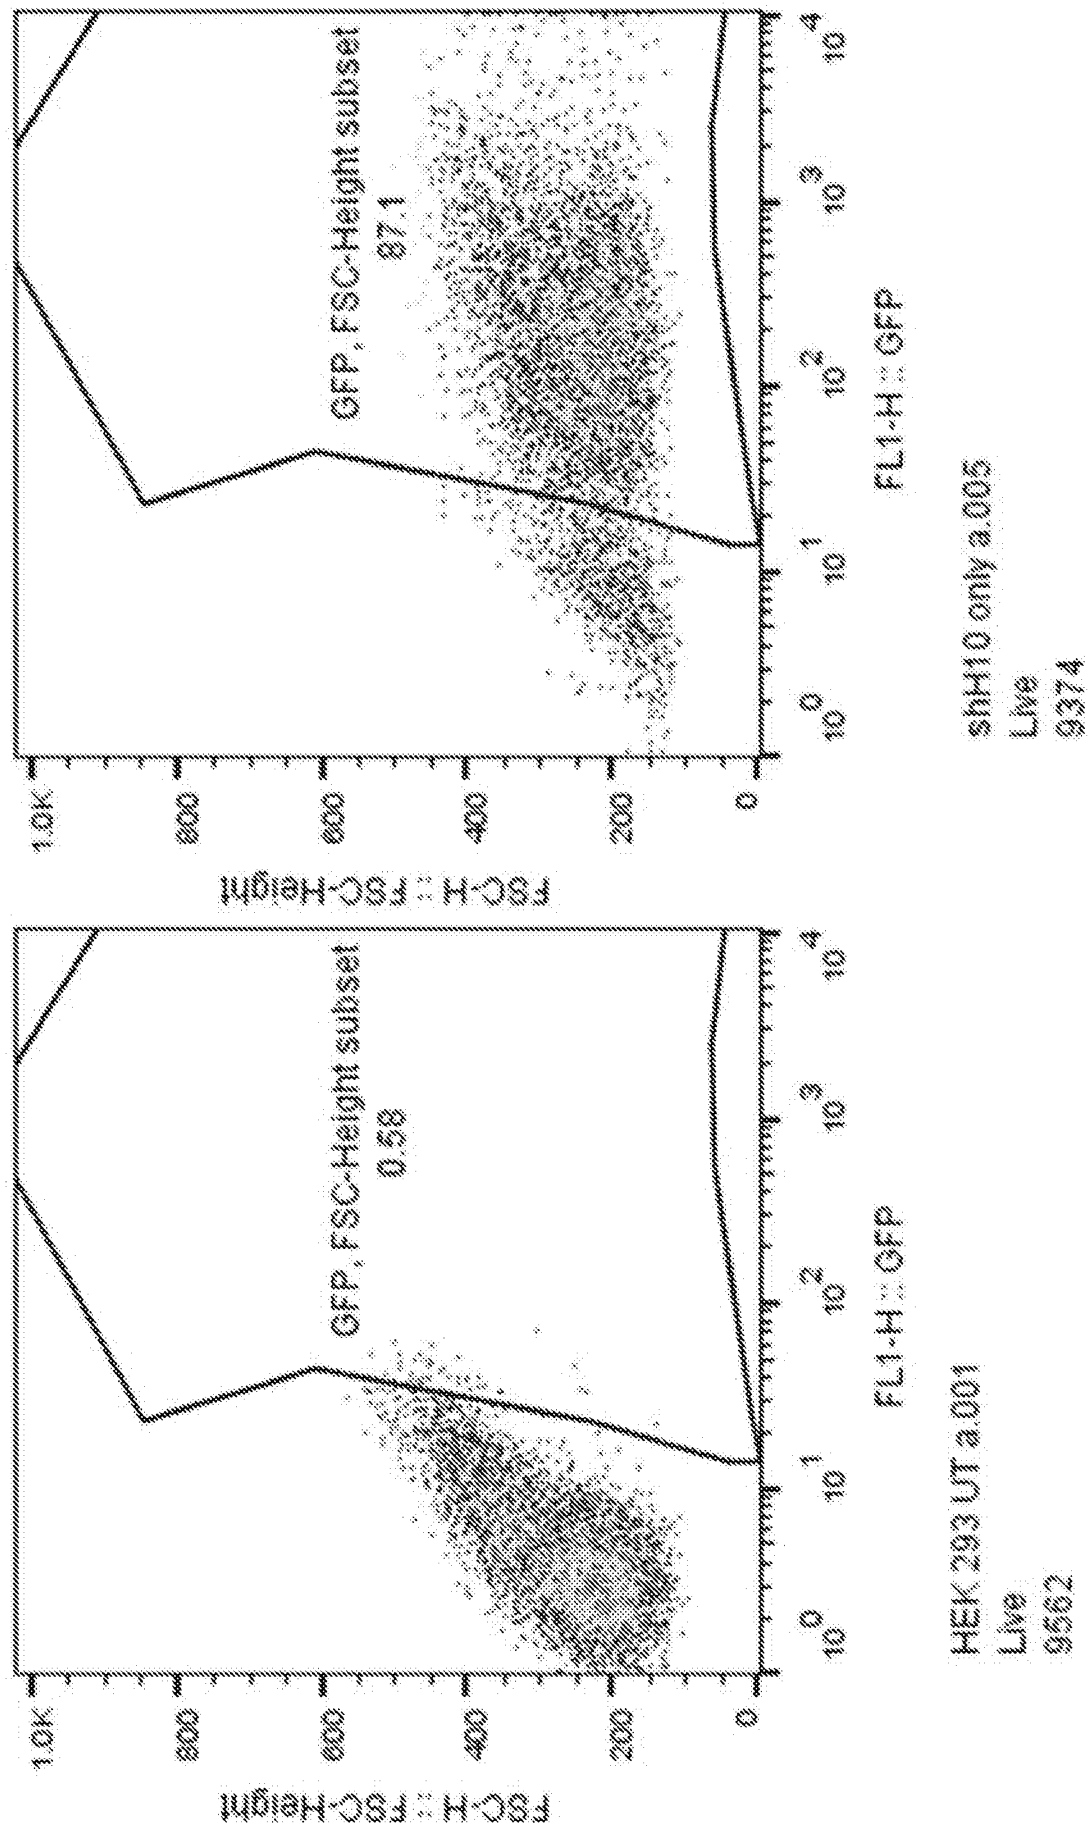 FSC-H :: FSC-Height
1.0K
800
600
400
200
0
GFP, FSC-Height subset
0.58
10^0 10^1 10^2 10^3 10^4
FL1-H :: GFP
HEK 293 UT a.001
Live
9562
FSC-H :: FSC-Height
1.0K
800
600
400
200
0
GFP, FSC-Height subset
87.1
10^0 10^1 10^2 10^3 10^4
FL1-H :: GFP
shH10 only a.005
Live
9374